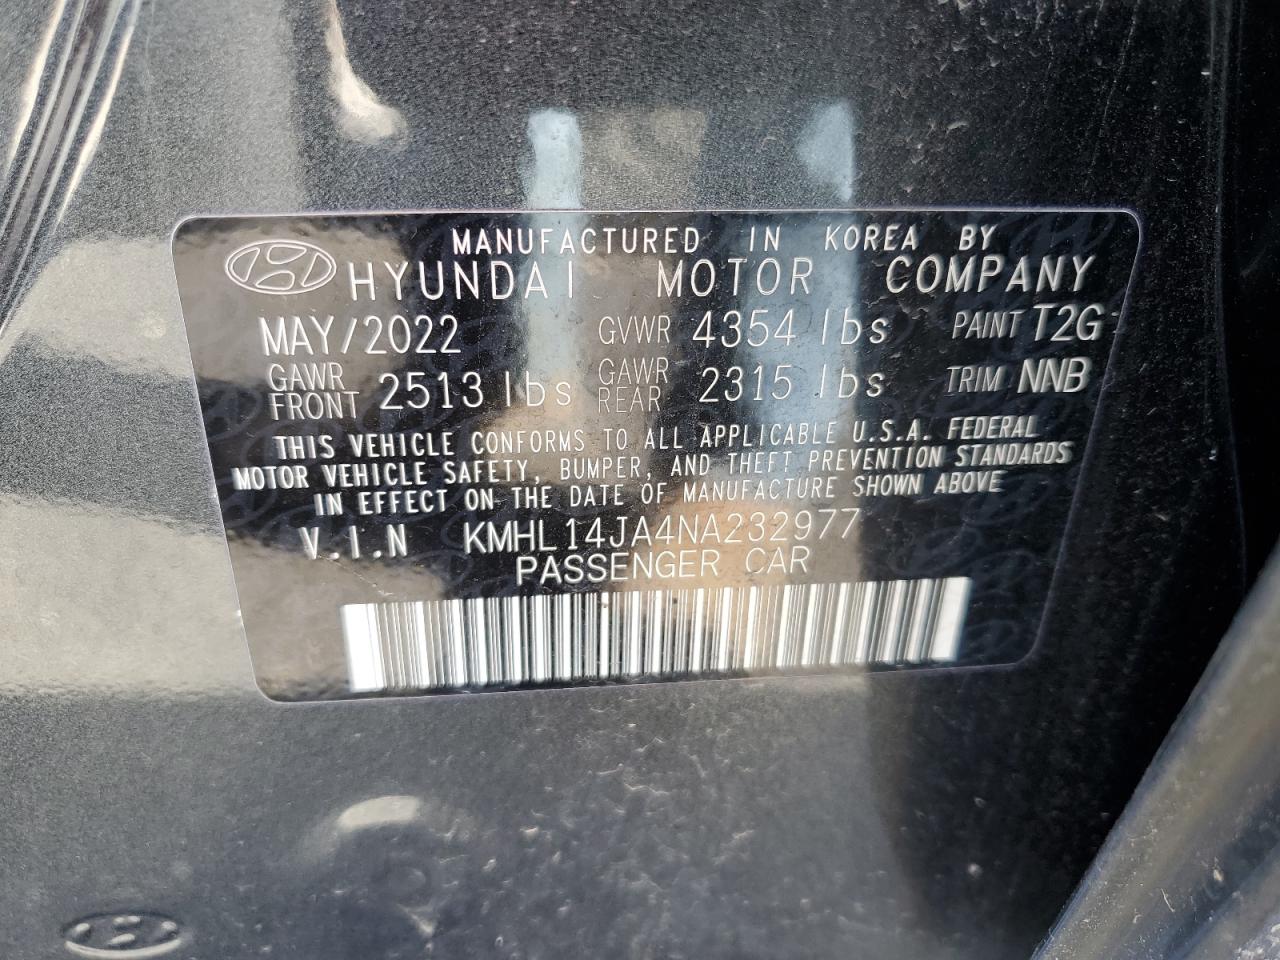 MANUFACTURED IN KOREA BY
HYUNDAI MOTOR COMPANY
MAY/2022 GVWR 4354 lbs PAINT T2G
GAWR FRONT 2513 lbs GAWR REAR 2315 lbs TRIM NNB
THIS VEHICLE CONFORMS TO ALL APPLICABLE U.S.A. FEDERAL
MOTOR VEHICLE SAFETY, BUMPER, AND THEFT PREVENTION STANDARDS
IN EFFECT ON THE DATE OF MANUFACTURE SHOWN ABOVE
V.I.N KMHL14JA4NA232977
PASSENGER CAR